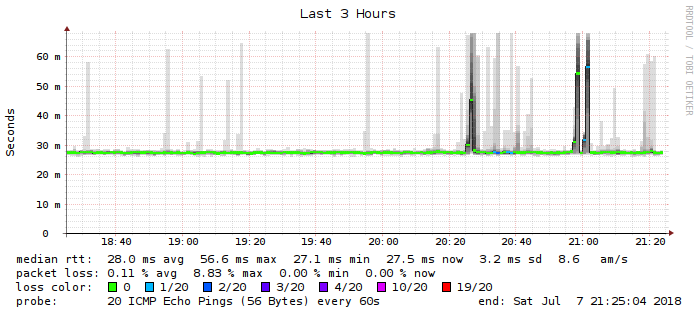 Last 3 Hours
RRDTOOL / TOBI OETIKER
Seconds
60 m
50 m
40 m
30 m
20 m
10 m
0
18:40 19:00 19:20 19:40 20:00 20:20 20:40 21:00 21:20
median rtt: 28.0 ms avg 56.6 ms max 27.1 ms min 27.5 ms now 3.2 ms sd 8.6 am/s
packet loss: 0.11 % avg 8.83 % max 0.00 % min 0.00 % now
loss color: 0 1/20 2/20 3/20 4/20 10/20 19/20
probe: 20 ICMP Echo Pings (56 Bytes) every 60s end: Sat Jul 7 21:25:04 2018